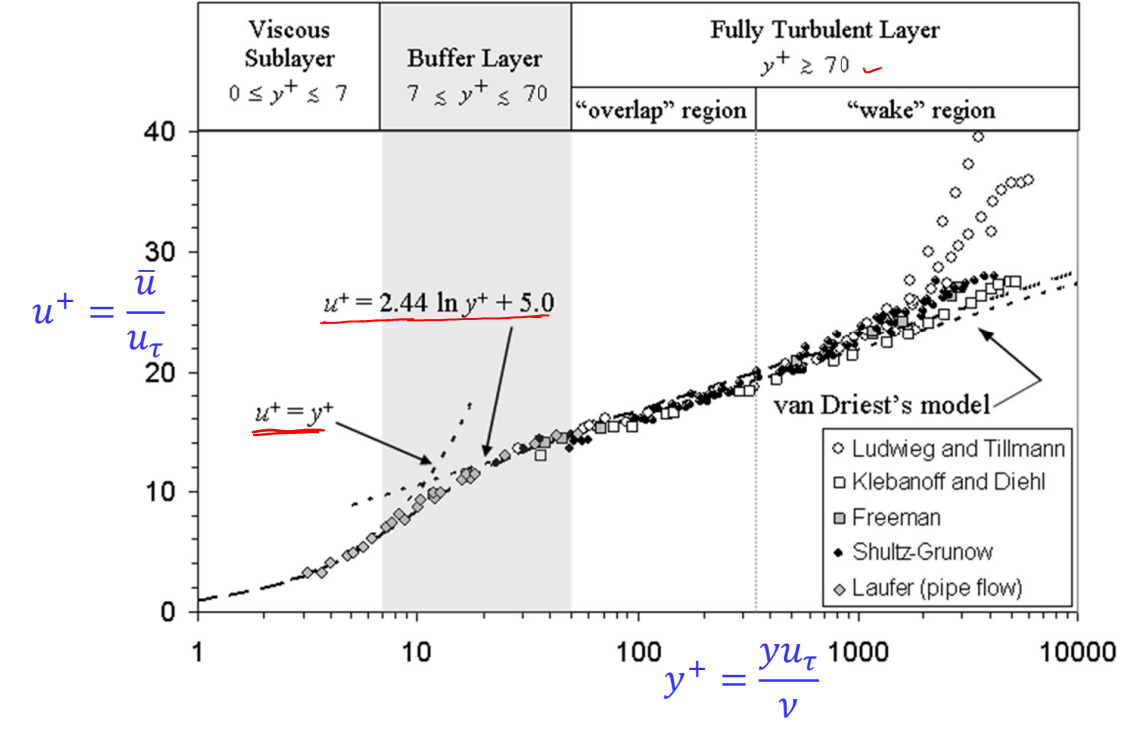 Viscous
Sublayer
0 ≤ y⁺ ≲ 7
Buffer Layer
7 ≲ y⁺ ≲ 70
Fully Turbulent Layer
y⁺ ≳ 70
“overlap” region
“wake” region
40
30
20
10
0
u⁺ = ū / u_τ
u⁺ = 2.44 ln y⁺ + 5.0
u⁺ = y⁺
van Driest’s model
Ludwieg and Tillmann
Klebanoff and Diehl
Freeman
Shultz-Grunow
Laufer (pipe flow)
1 10 100 1000 10000
y⁺ = yu_τ / ν